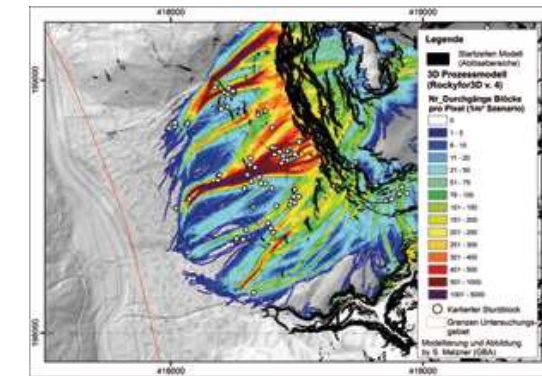 418000
419000
199000
198000
418000
419000
Legende
Startzellen Modell
(Ablösebereiche)
3D Prozessmodell
(Rockyfor3D v. 4)
Nr_Durchgänge Blöcke
pro Pixel (1m³ Szenario)
0
1 - 5
6 - 10
11 - 20
21 - 50
51 - 75
76 - 100
101 - 150
151 - 200
201 - 250
251 - 300
301 - 400
401 - 500
501 - 1000
1001 - 5000
Kartierter Sturzblock
Grenzen Untersuchungs-
gebiet
Modellierung und Abbildung
by S. Melzner (GBA)